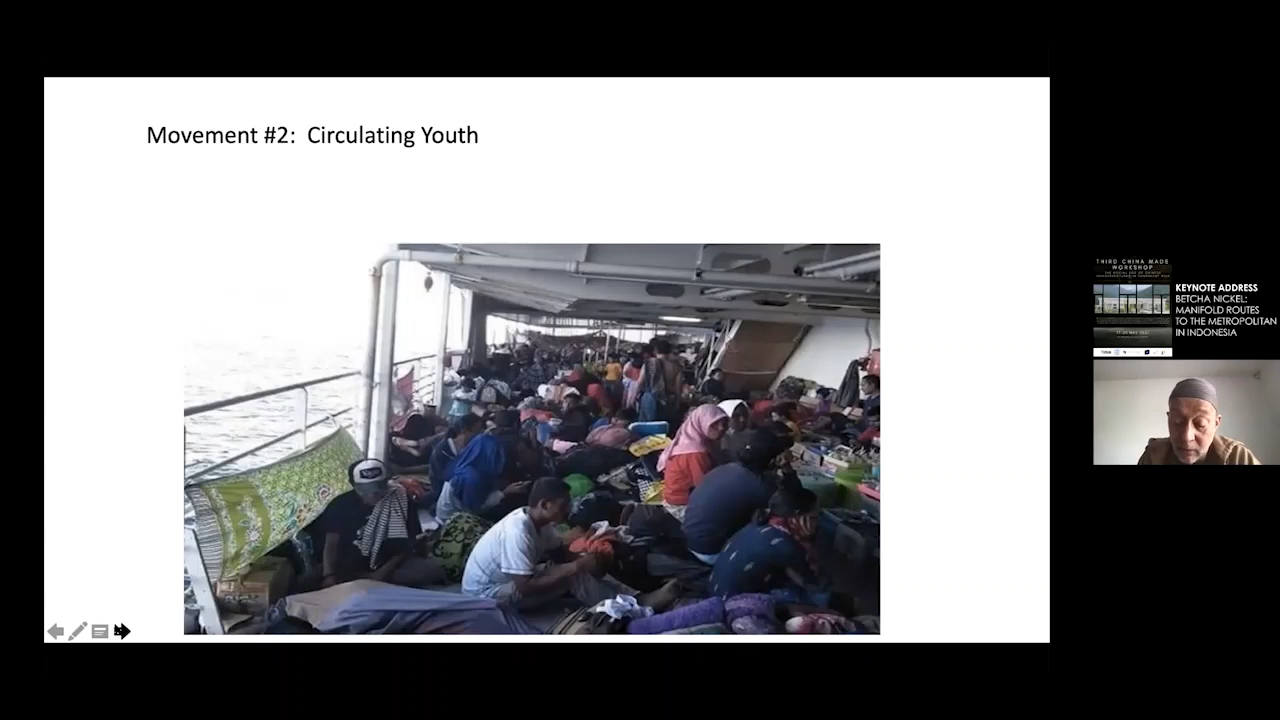 Movement #2:  Circulating Youth
THIRD CHINA MADE
WORKSHOP
KEYNOTE ADDRESS
BETCHA NICKEL:
MANIFOLD ROUTES
TO THE METROPOLITAN
IN INDONESIA